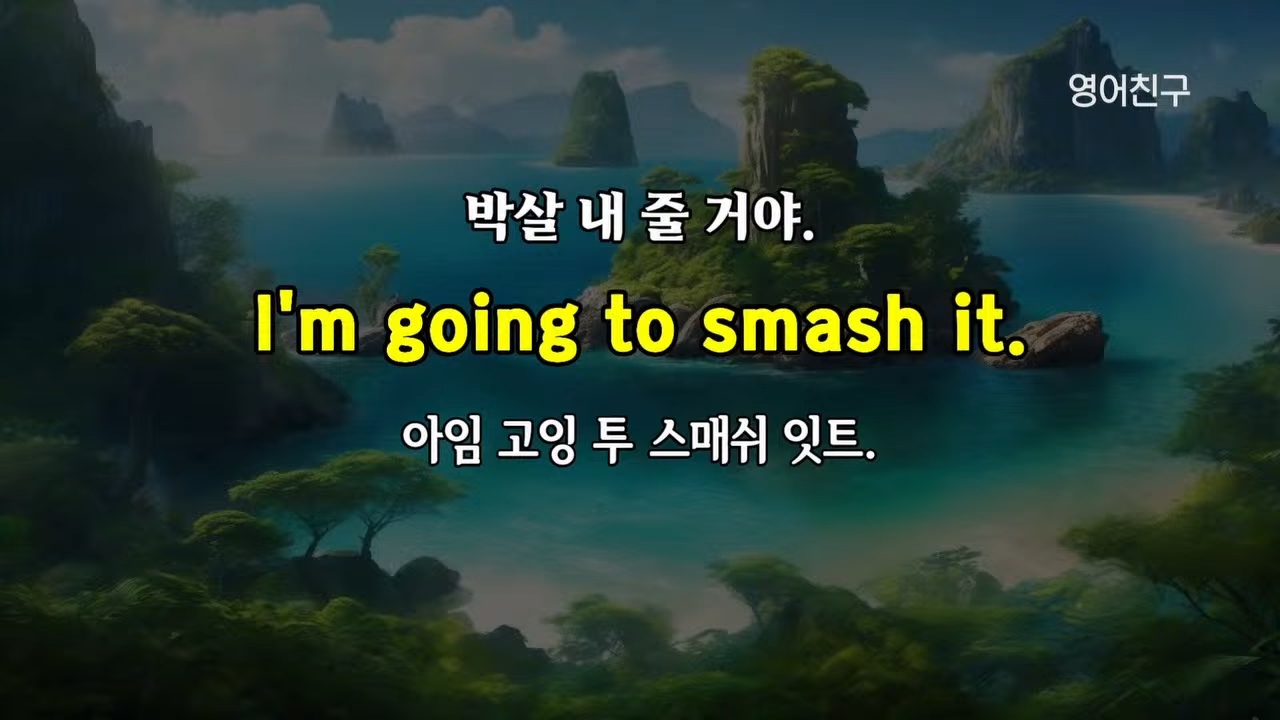 영어친구
박살 내 줄 거야.
I'm going to smash it.
아임 고잉 투 스매쉬 잇트.